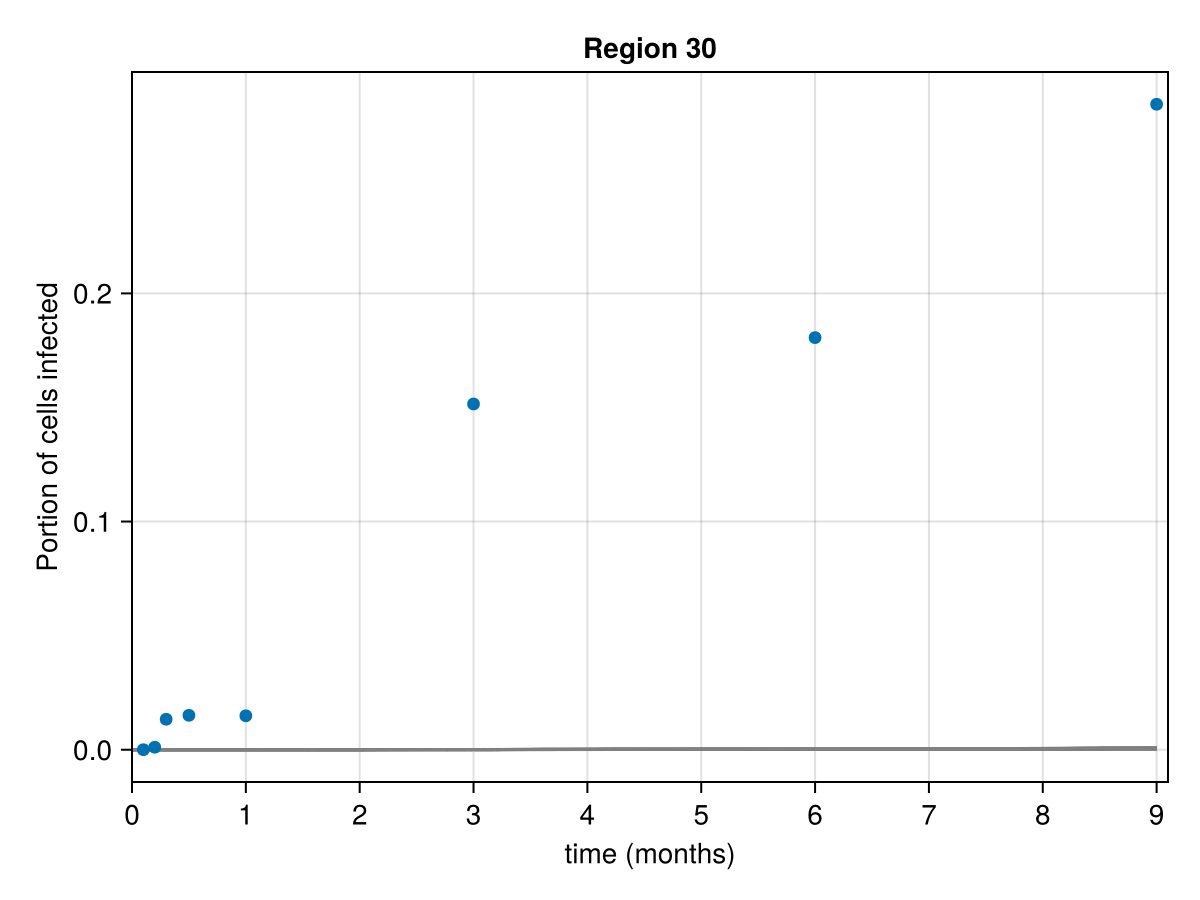 Region 30
Portion of cells infected
0.2
0.1
0.0
0 1 2 3 4 5 6 7 8 9
time (months)